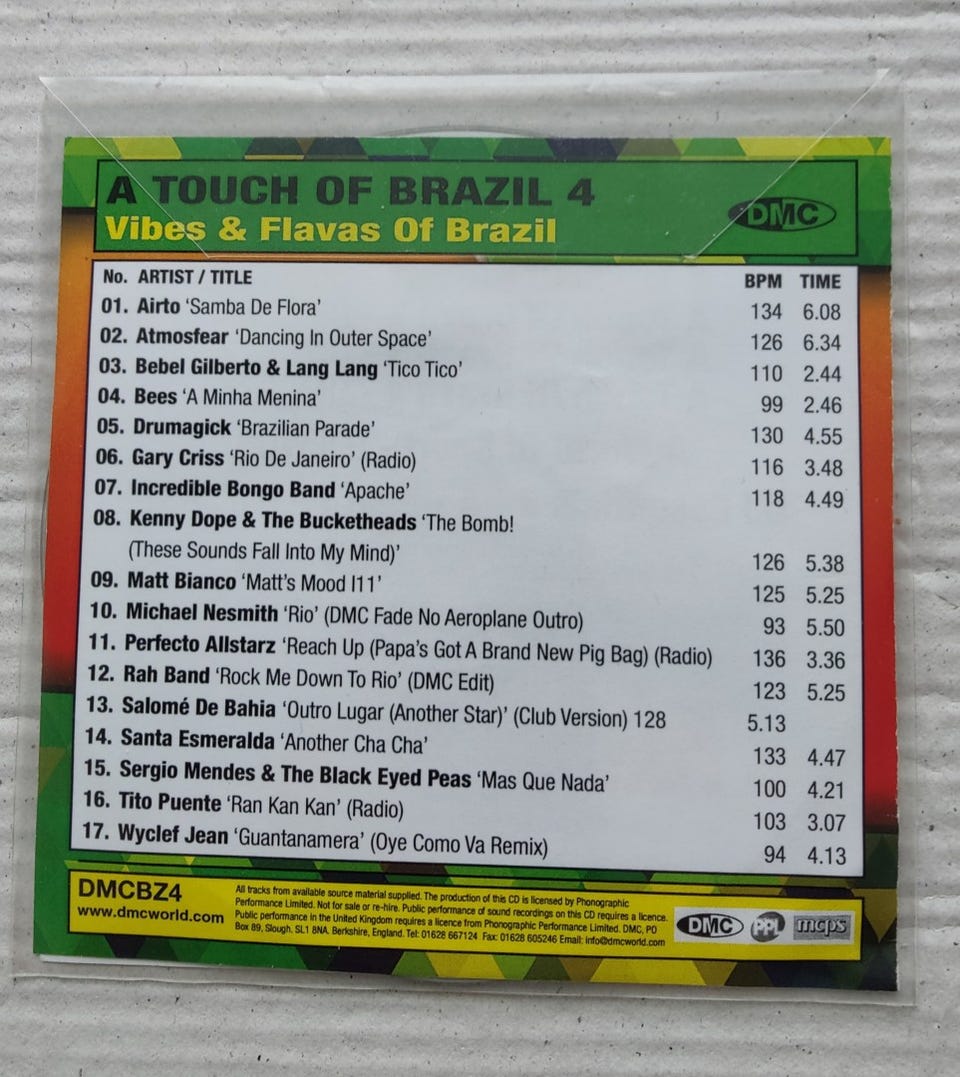 A TOUCH OF BRAZIL 4
Vibes & Flavas Of Brazil
DMC
No. ARTIST / TITLE BPM TIME
01. Airto ‘Samba De Flora’ 134 6.08
02. Atmosfear ‘Dancing In Outer Space’ 126 6.34
03. Bebel Gilberto & Lang Lang ‘Tico Tico’ 110 2.44
04. Bees ‘A Minha Menina’ 99 2.46
05. Drumagick ‘Brazilian Parade’ 130 4.55
06. Gary Criss ‘Rio De Janeiro’ (Radio) 116 3.48
07. Incredible Bongo Band ‘Apache’ 118 4.49
08. Kenny Dope & The Bucketheads ‘The Bomb!
(These Sounds Fall Into My Mind)’ 126 5.38
09. Matt Bianco ‘Matt’s Mood I11’ 125 5.25
10. Michael Nesmith ‘Rio’ (DMC Fade No Aeroplane Outro) 93 5.50
11. Perfecto Allstarz ‘Reach Up (Papa’s Got A Brand New Pig Bag) (Radio) 136 3.36
12. Rah Band ‘Rock Me Down To Rio’ (DMC Edit) 123 5.25
13. Salomé De Bahia ‘Outro Lugar (Another Star)’ (Club Version) 128 5.13
14. Santa Esmeralda ‘Another Cha Cha’ 133 4.47
15. Sergio Mendes & The Black Eyed Peas ‘Mas Que Nada’ 100 4.21
16. Tito Puente ‘Ran Kan Kan’ (Radio) 103 3.07
17. Wyclef Jean ‘Guantanamera’ (Oye Como Va Remix) 94 4.13
DMCBZ4
www.dmcworld.com
All tracks from available source material supplied. The production of this CD is licensed by Phonographic
Performance Limited. Not for sale or re-hire. Public performance of sound recordings on this CD requires a licence.
Public performance in the United Kingdom requires a licence from Phonographic Performance Limited. DMC, PO
Box 89, Slough. SL1 8NA. Berkshire, England. Tel: 01628 667124 Fax: 01628 605246 Email: info@dmcworld.com
DMC PPL mcps